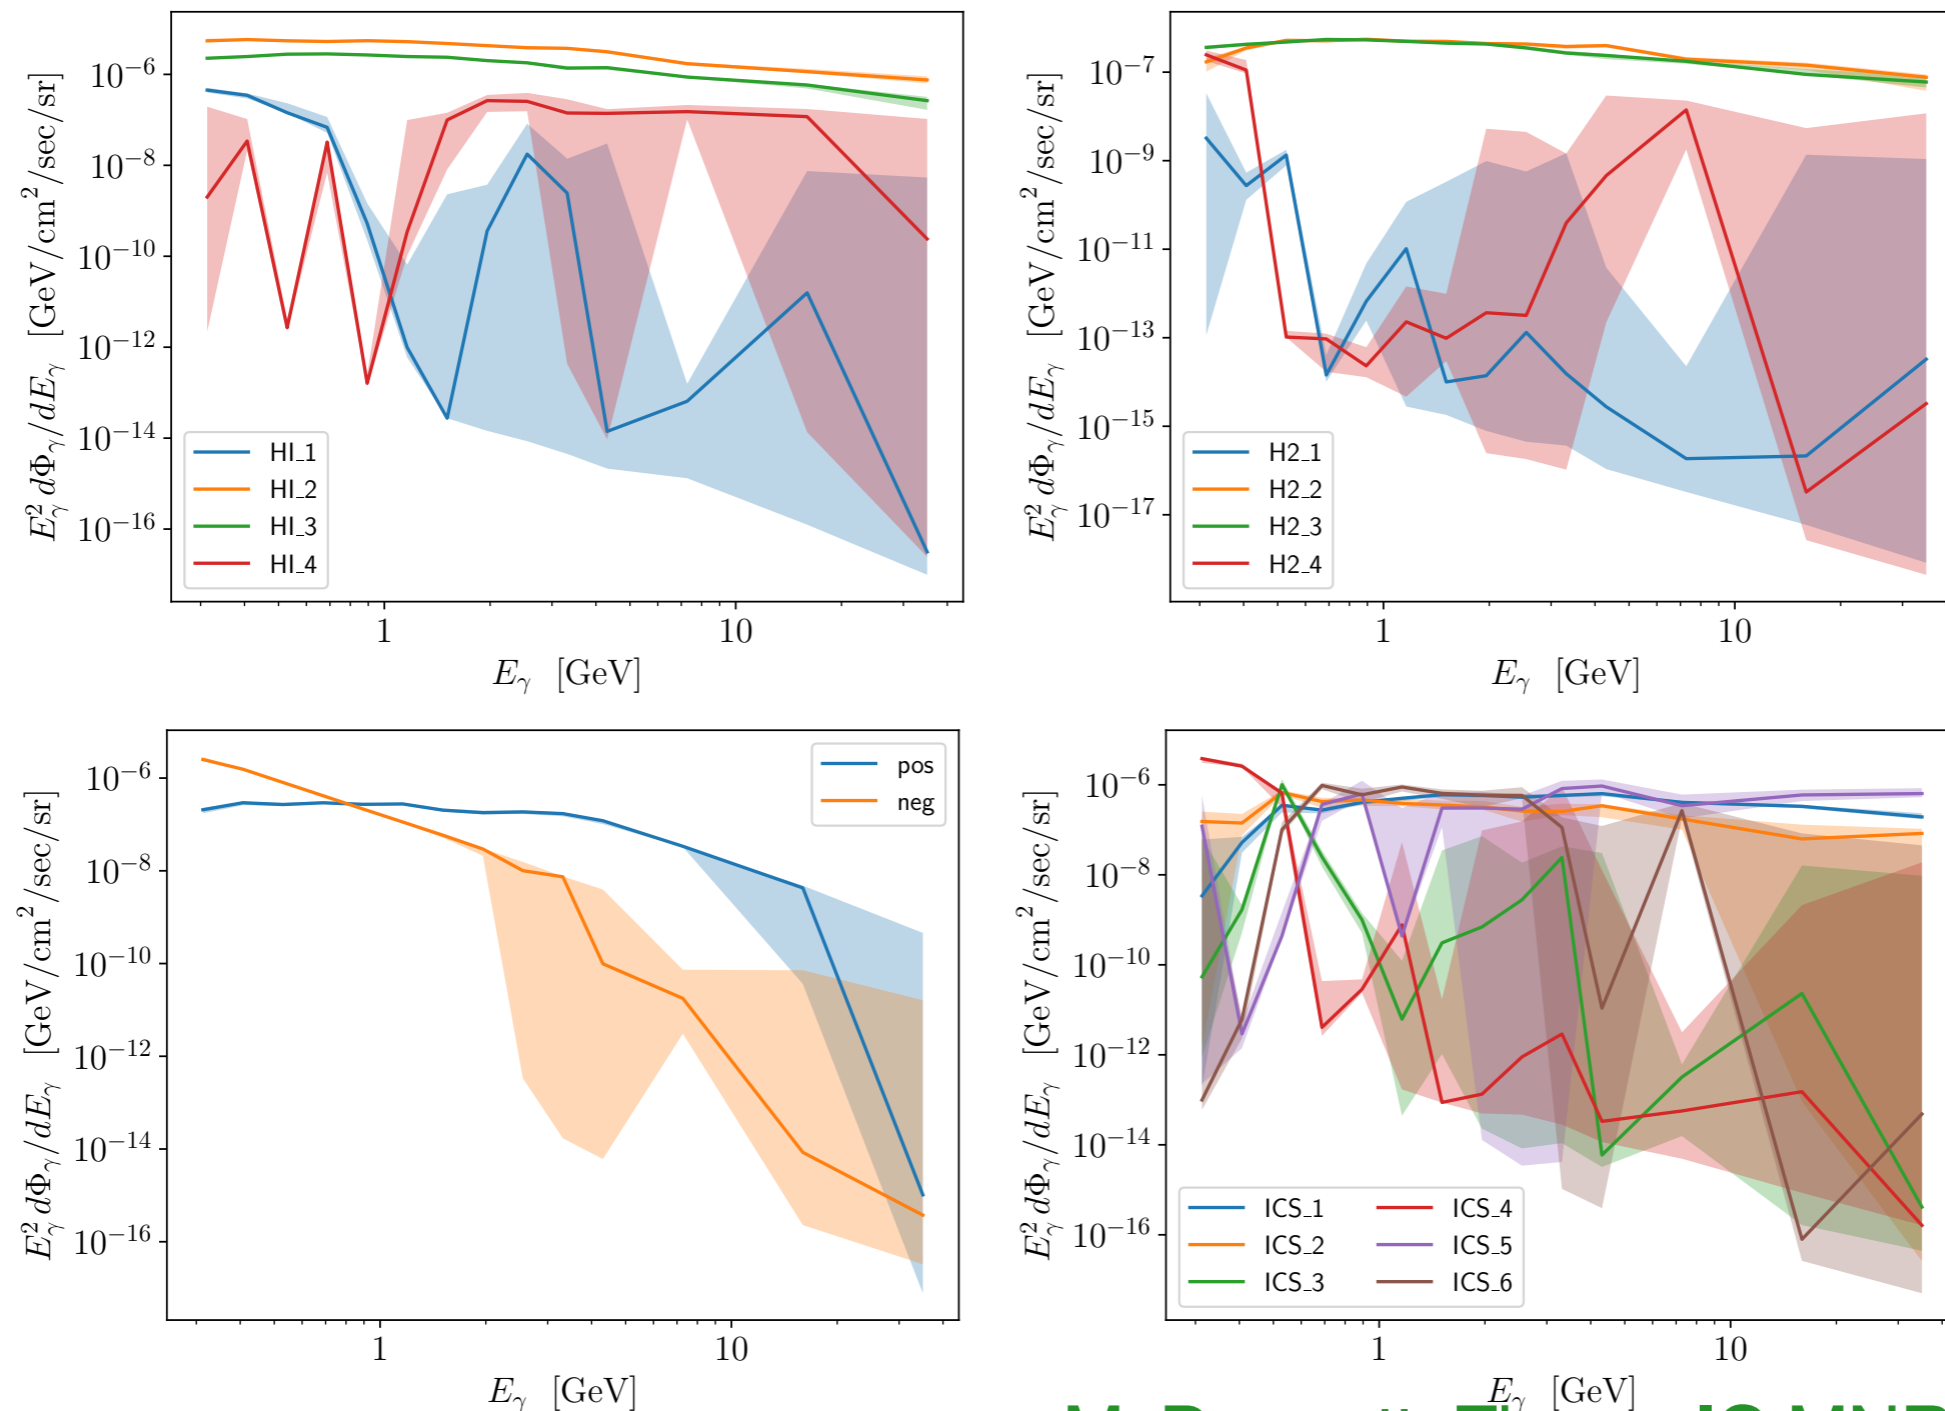 E_γ^2 dΦ_γ/dE_γ [GeV/cm^2/sec/sr]
10^−6
10^−8
10^−10
10^−12
10^−14
10^−16
HI_1
HI_2
HI_3
HI_4
1 10
E_γ [GeV]
E_γ^2 dΦ_γ/dE_γ [GeV/cm^2/sec/sr]
10^−7
10^−9
10^−11
10^−13
10^−15
10^−17
H2_1
H2_2
H2_3
H2_4
1 10
E_γ [GeV]
E_γ^2 dΦ_γ/dE_γ [GeV/cm^2/sec/sr]
10^−6
10^−8
10^−10
10^−12
10^−14
10^−16
pos
neg
1 10
E_γ [GeV]
E_γ^2 dΦ_γ/dE_γ [GeV/cm^2/sec/sr]
10^−6
10^−8
10^−10
10^−12
10^−14
10^−16
ICS_1 ICS_4
ICS_2 ICS_5
ICS_3 ICS_6
1 10
E_γ [GeV]